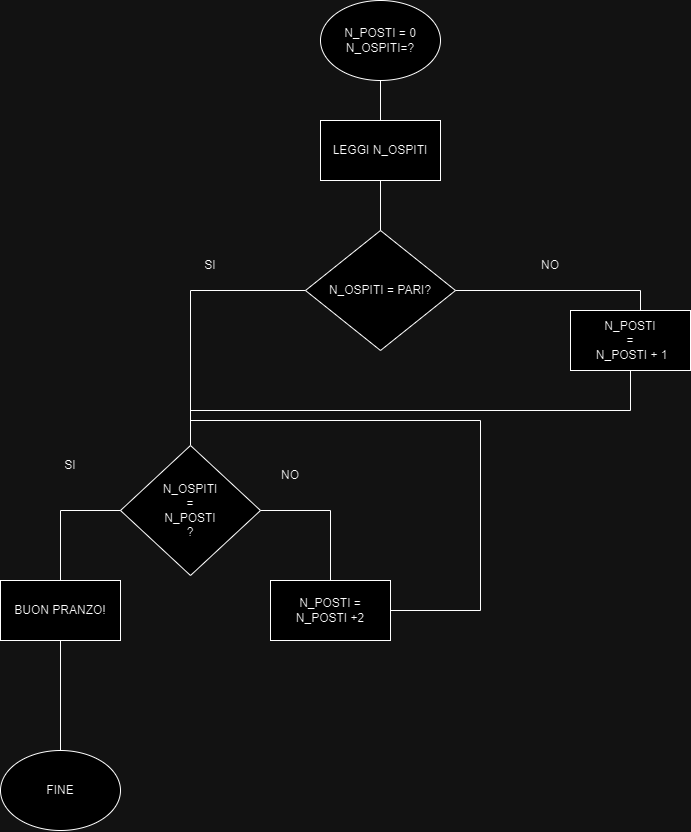 N_POSTI = 0
N_OSPITI=?
LEGGI N_OSPITI
SI
N_OSPITI = PARI?
NO
N_POSTI
=
N_POSTI + 1
SI
N_OSPITI
=
N_POSTI
?
NO
BUON PRANZO!
N_POSTI =
N_POSTI +2
FINE